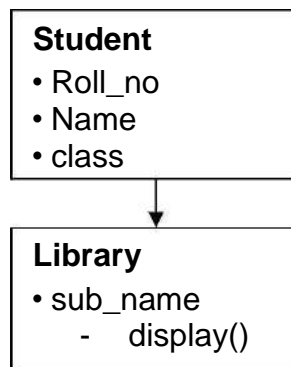 Student
• Roll_no
• Name
• class
Library
• sub_name
- display()